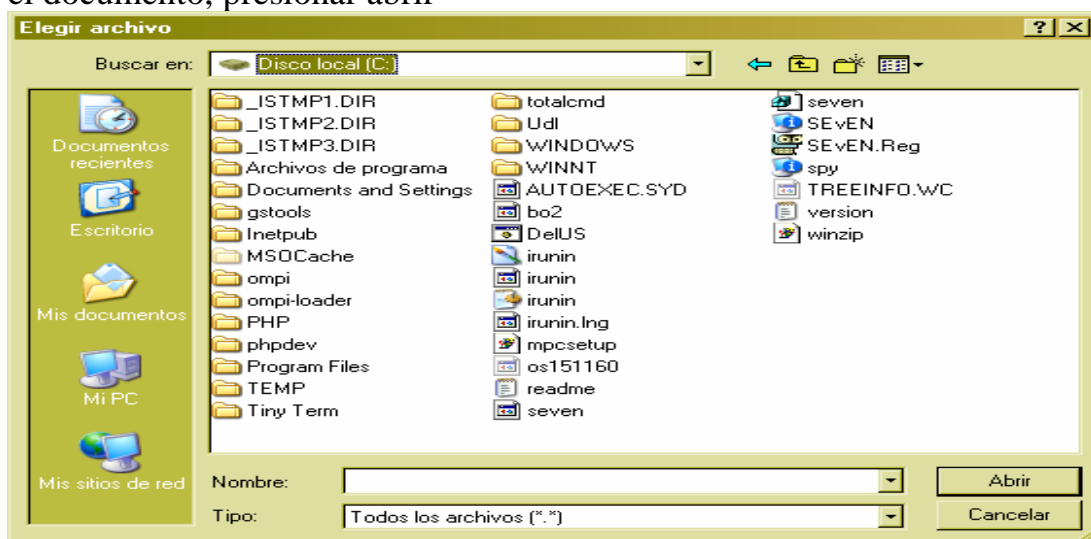 el documento, presionar abrir
Elegir archivo
Buscar en:
Disco local (C:)
Documentos
recientes
Escritorio
Mis documentos
Mi PC
Mis sitios de red
_ISTMP1.DIR
_ISTMP2.DIR
_ISTMP3.DIR
Archivos de programa
Documents and Settings
gstools
Inetpub
MSOCache
ompi
ompi-loader
PHP
phpdev
Program Files
TEMP
Tiny Term
totalcmd
Udl
WINDOWS
WINNT
AUTOEXEC.SYD
bo2
DelUS
irunin
irunin
irunin
irunin.lng
mpcsetup
os151160
readme
seven
seven
SEvEN
SEvEN.Reg
spy
TREEINFO.WC
version
winzip
Nombre:
Abrir
Tipo:
Todos los archivos (*.*)
Cancelar